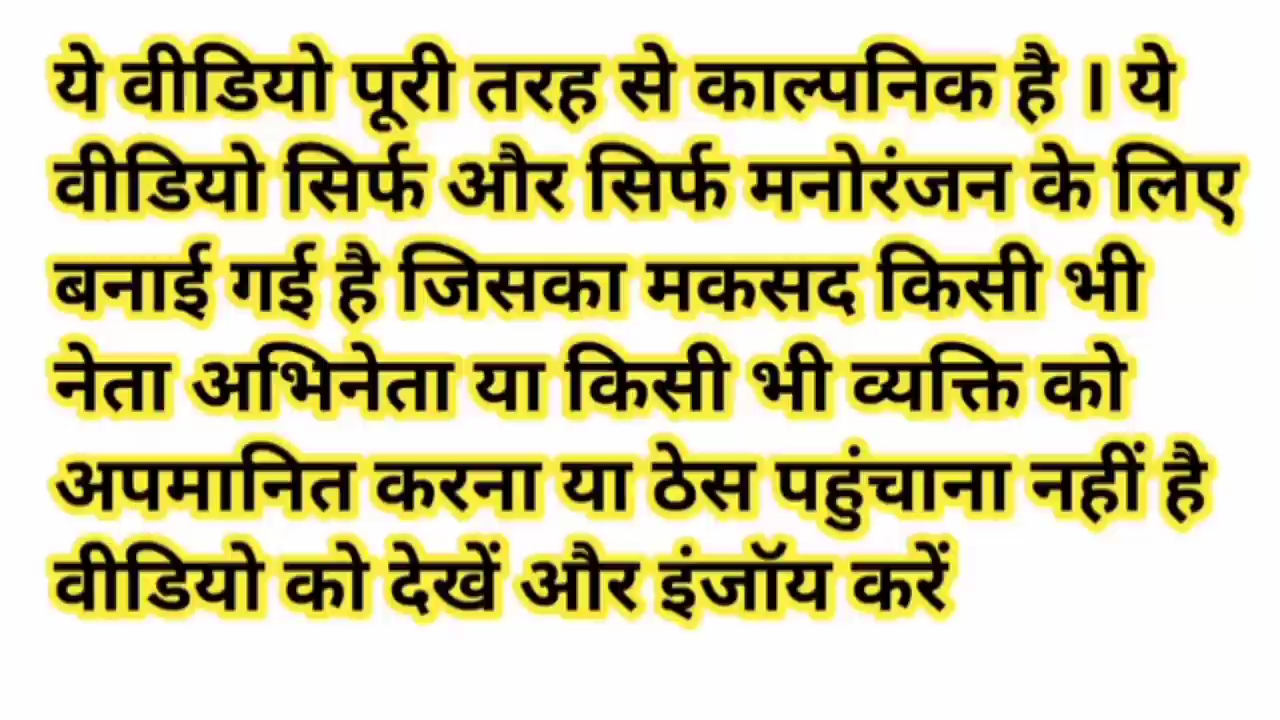 ये वीडियो पूरी तरह से काल्पनिक है । ये
वीडियो सिर्फ और सिर्फ मनोरंजन के लिए
बनाई गई है जिसका मकसद किसी भी
नेता अभिनेता या किसी भी व्यक्ति को
अपमानित करना या ठेस पहुंचाना नहीं है
वीडियो को देखें और इंजॉय करें